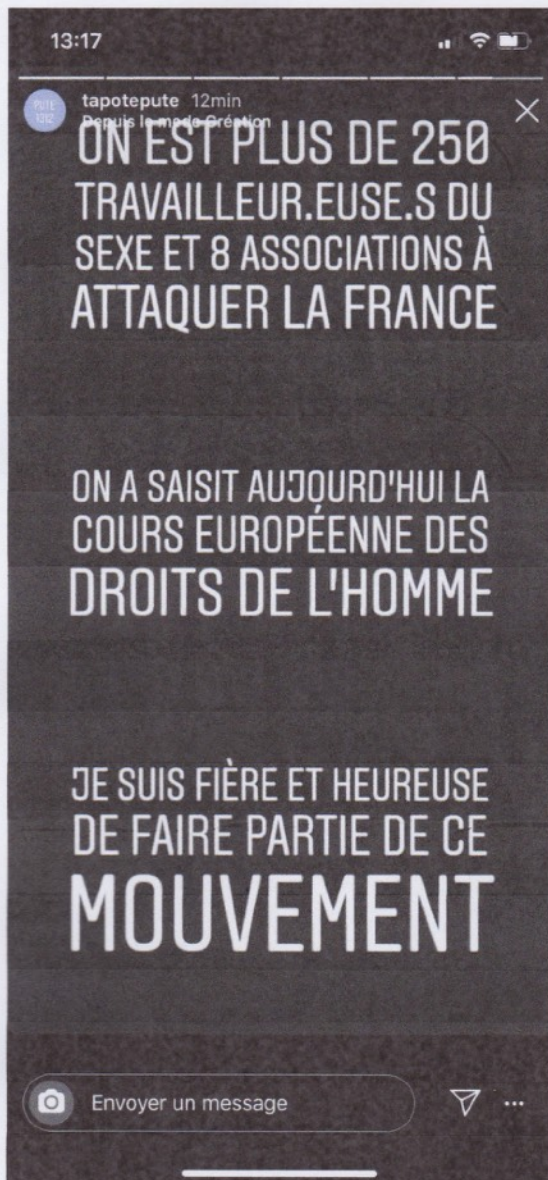 13:17
PUTE
1312
tapotepute 12min
Depuis le mode Création
ON EST PLUS DE 250
TRAVAILLEUR.EUSE.S DU
SEXE ET 8 ASSOCIATIONS À
ATTAQUER LA FRANCE
ON A SAISIT AUJOURD'HUI LA
COURS EUROPÉENNE DES
DROITS DE L'HOMME
JE SUIS FIÈRE ET HEUREUSE
DE FAIRE PARTIE DE CE
MOUVEMENT
Envoyer un message